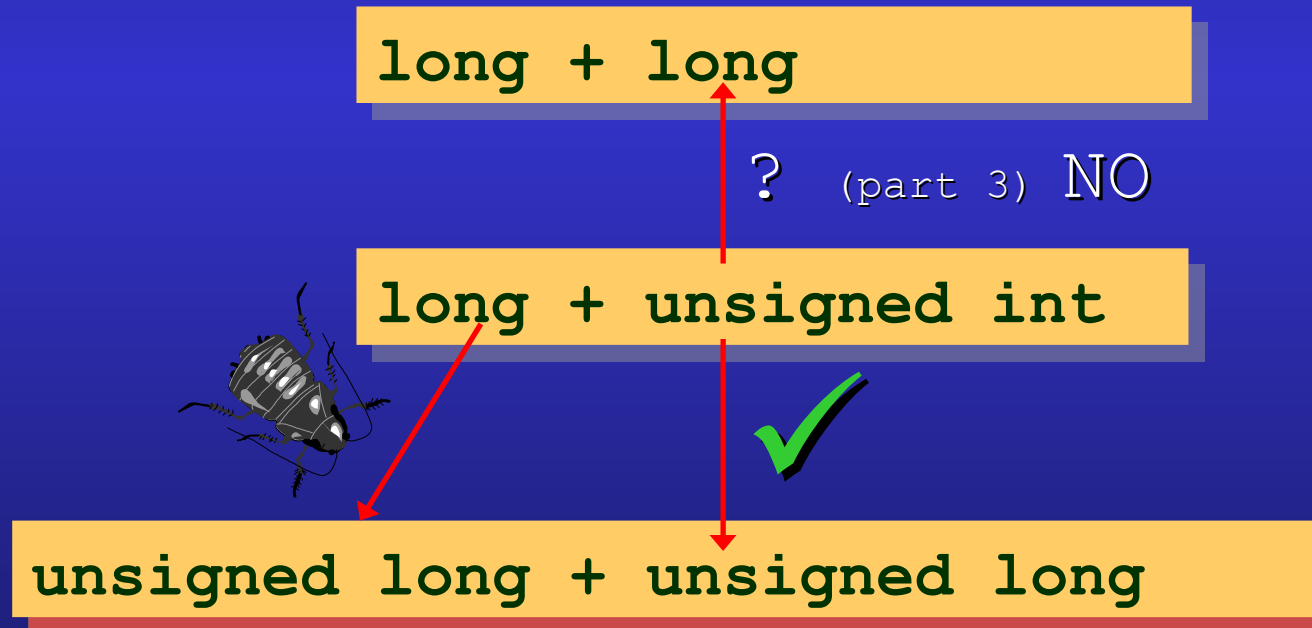 long + long
? (part 3) NO
long + unsigned int
unsigned long + unsigned long